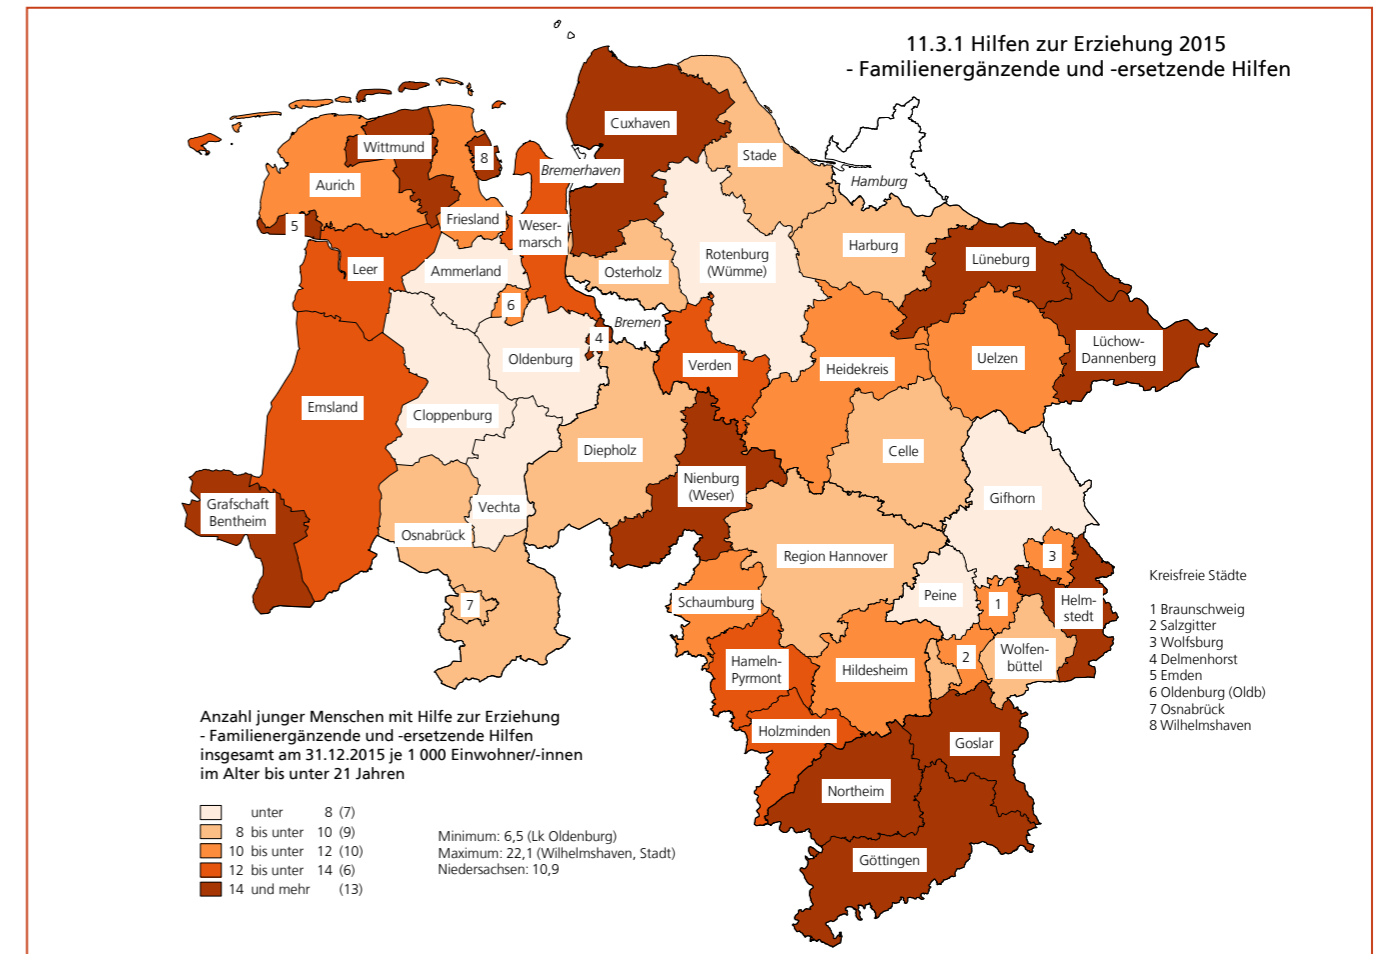 11.3.1 Hilfen zur Erziehung 2015
- Familienergänzende und -ersetzende Hilfen
Cuxhaven
Wittmund
8
Stade
Bremerhaven
Hamburg
Aurich
Friesland
5
Weser-
marsch
Harburg
Rotenburg
(Wümme)
Lüneburg
Leer
Ammerland
Osterholz
6
Bremen
4
Oldenburg
Verden
Heidekreis
Uelzen
Lüchow-
Dannenberg
Emsland
Cloppenburg
Diepholz
Celle
Nienburg
(Weser)
Gifhorn
Grafschaft
Bentheim
Vechta
Osnabrück
Region Hannover
3
Peine
1
Helm-
stedt
Schaumburg
7
2
Wolfen-
büttel
Hameln-
Pyrmont
Hildesheim
Holzminden
Goslar
Northeim
Göttingen
Kreisfreie Städte
1 Braunschweig
2 Salzgitter
3 Wolfsburg
4 Delmenhorst
5 Emden
6 Oldenburg (Oldb)
7 Osnabrück
8 Wilhelmshaven
Anzahl junger Menschen mit Hilfe zur Erziehung
- Familienergänzende und -ersetzende Hilfen
insgesamt am 31.12.2015 je 1 000 Einwohner/-innen
im Alter bis unter 21 Jahren
unter 8 (7)
8 bis unter 10 (9)
10 bis unter 12 (10)
12 bis unter 14 (6)
14 und mehr (13)
Minimum: 6,5 (Lk Oldenburg)
Maximum: 22,1 (Wilhelmshaven, Stadt)
Niedersachsen: 10,9